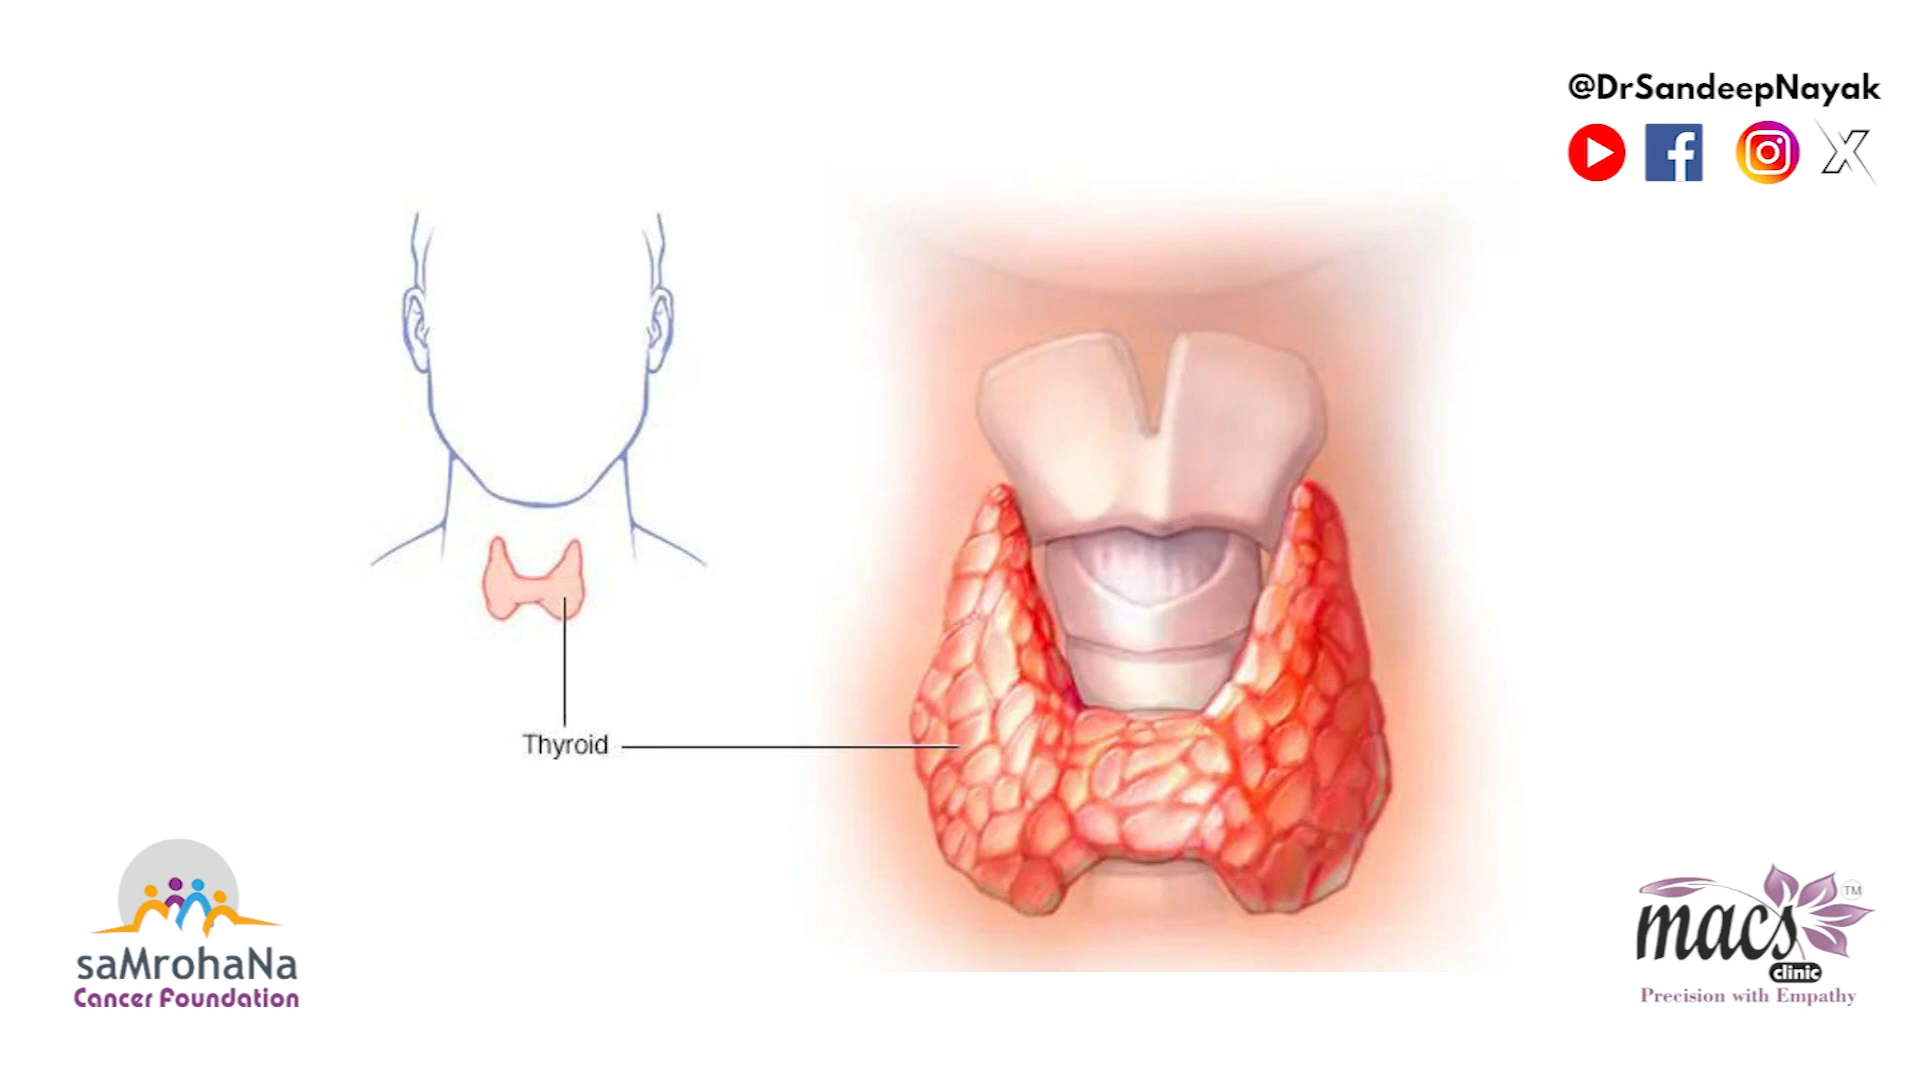 @DrSandeepNayak
Thyroid
saMrohaNa
Cancer Foundation
macs
TM
clinic
Precision with Empathy